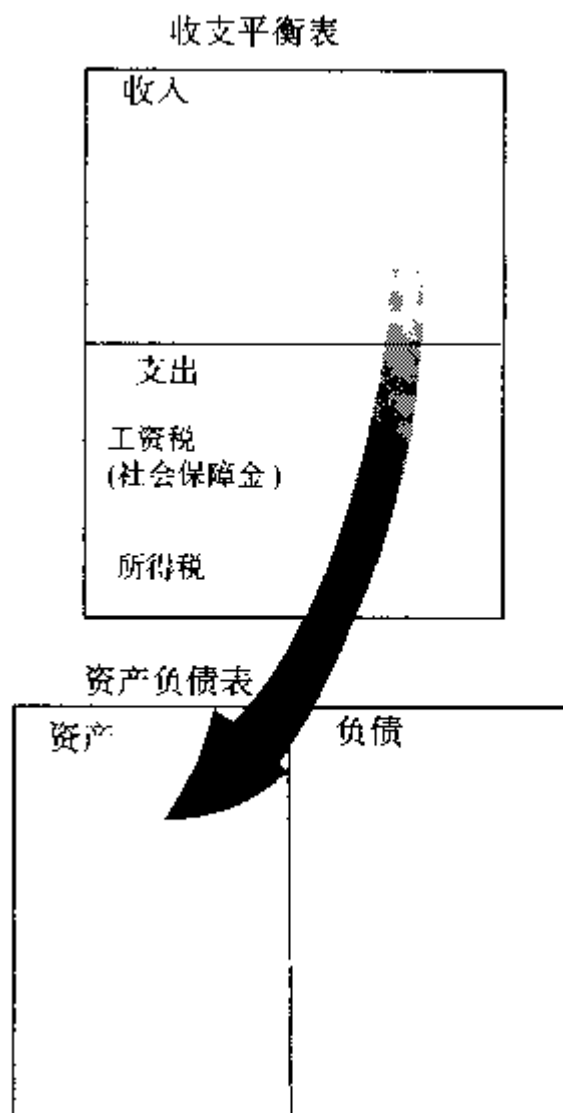 收支平衡表
收入
支出
工资税
(社会保障金)
所得税
资产负债表
资产
负债